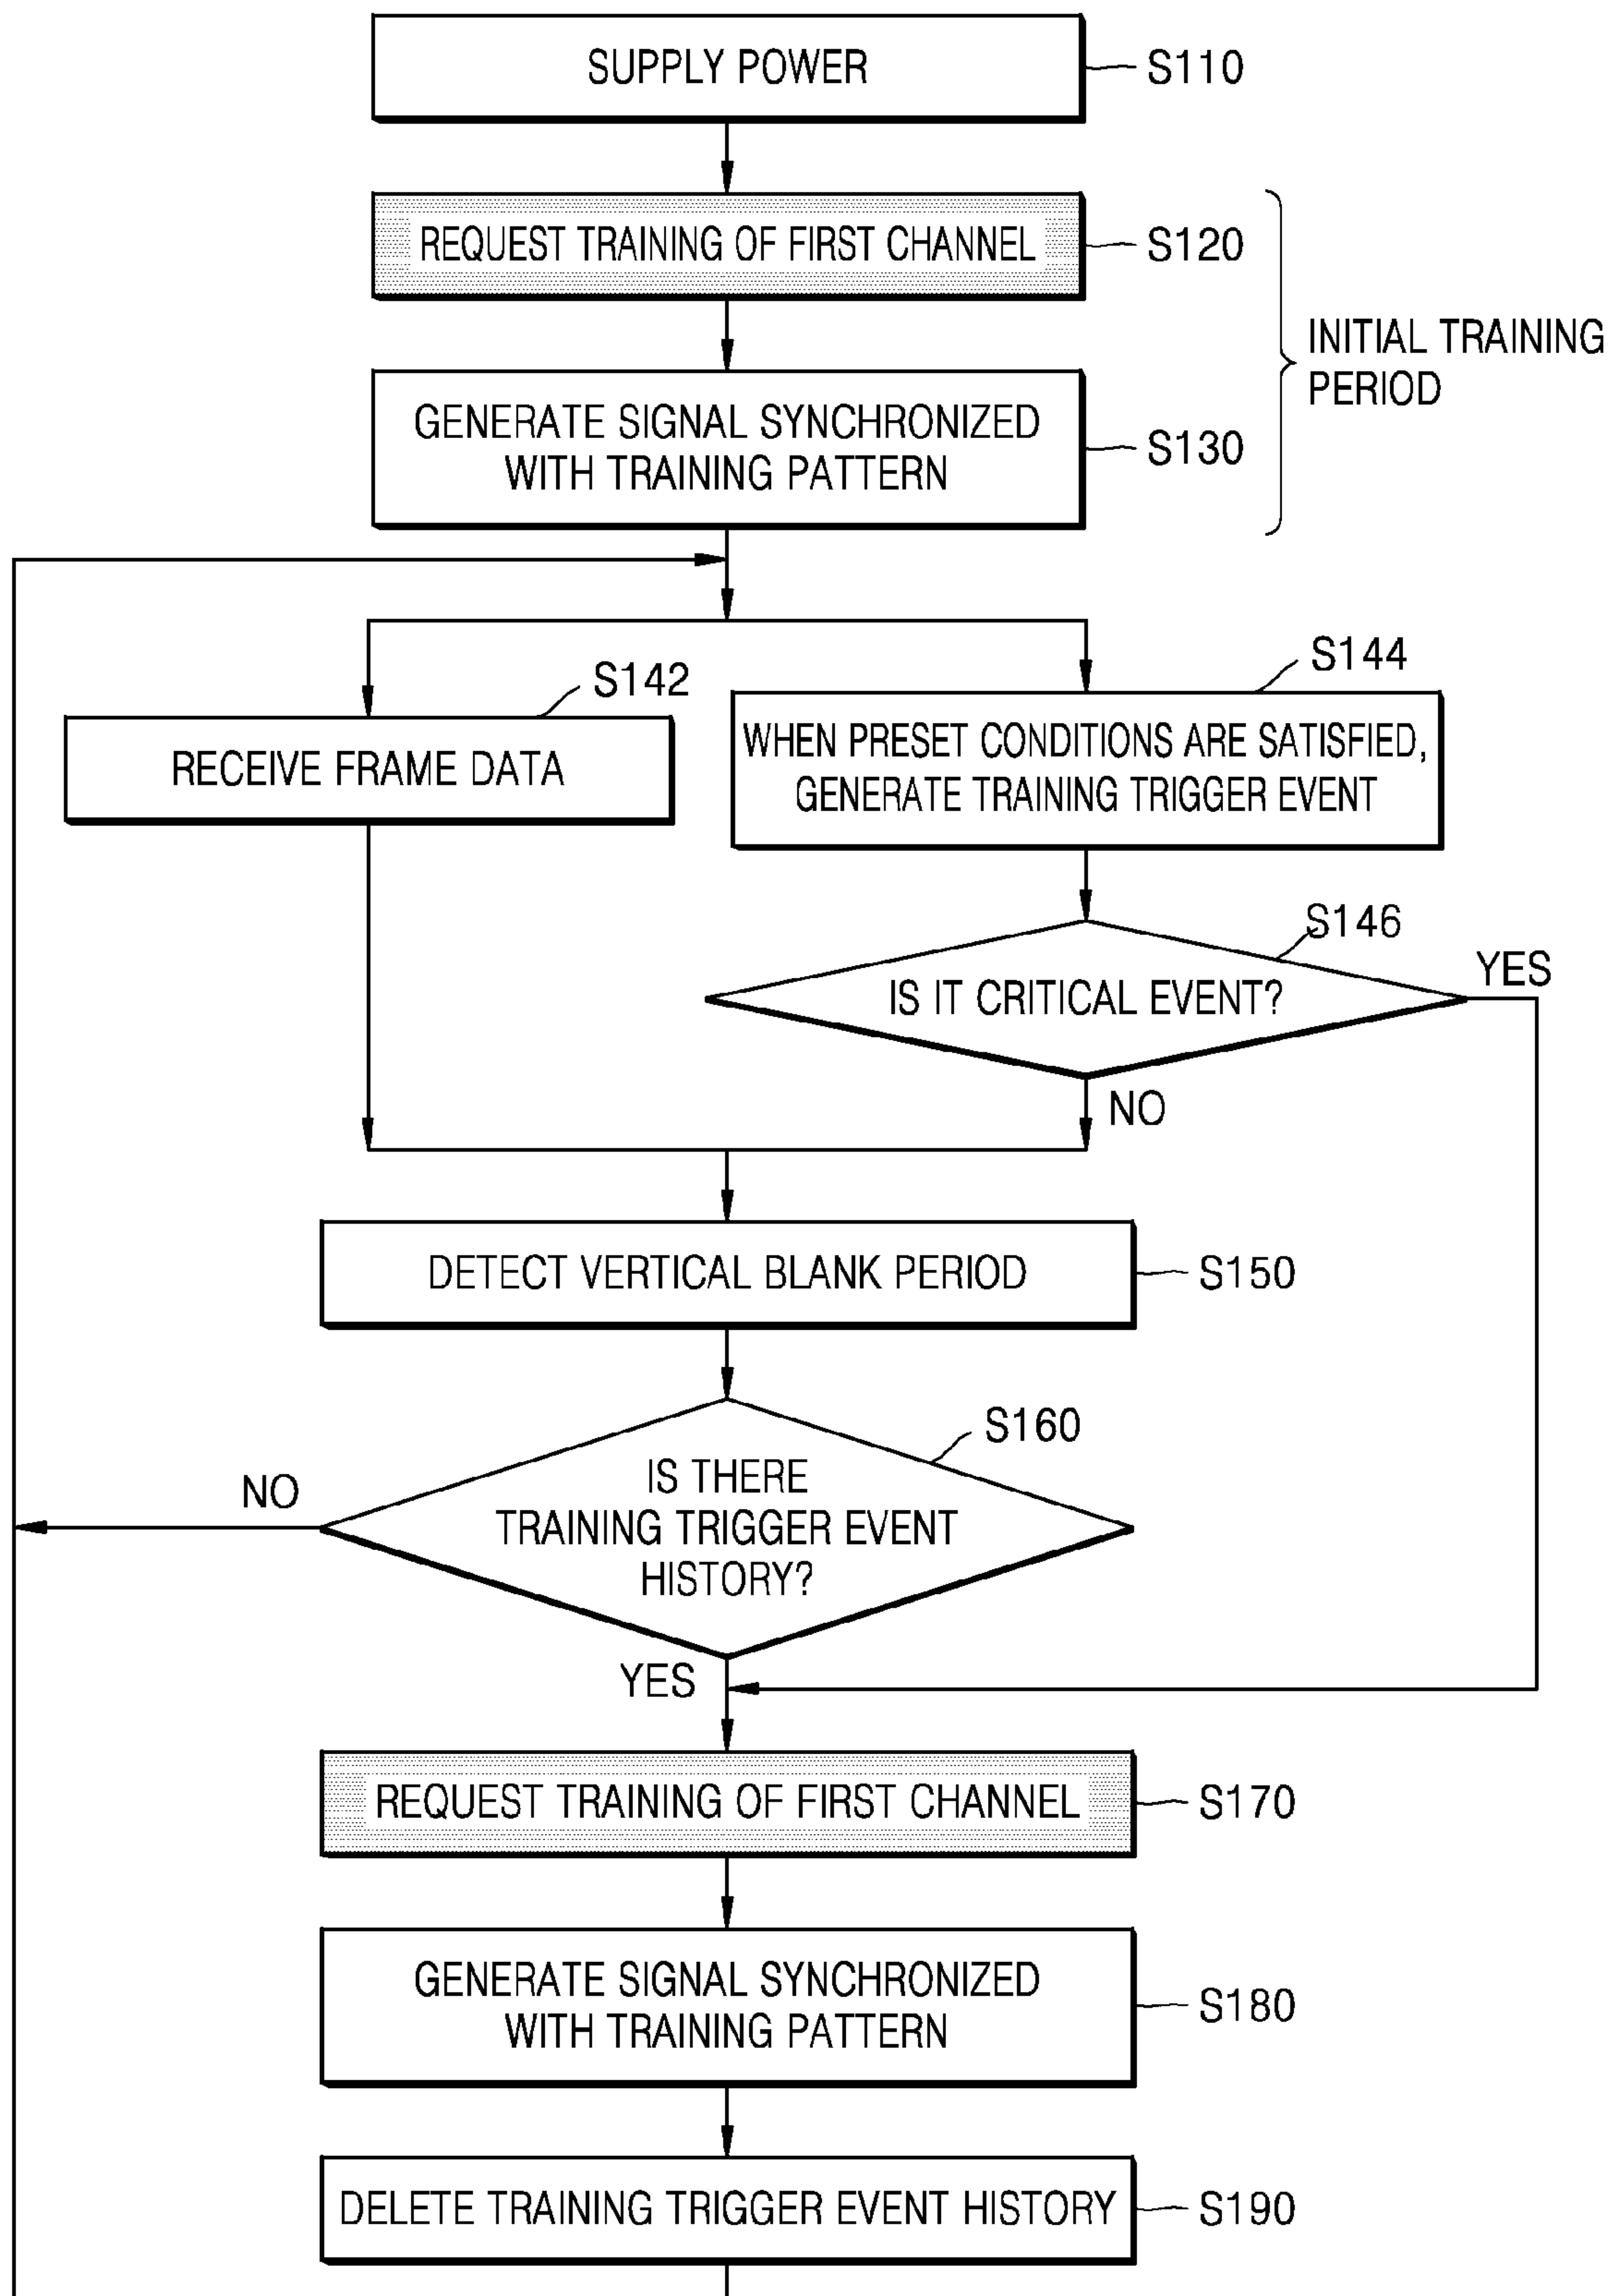 SUPPLY POWER
S110
REQUEST TRAINING OF FIRST CHANNEL
S120
INITIAL TRAINING
PERIOD
GENERATE SIGNAL SYNCHRONIZED
WITH TRAINING PATTERN
S130
S142
RECEIVE FRAME DATA
S144
WHEN PRESET CONDITIONS ARE SATISFIED,
GENERATE TRAINING TRIGGER EVENT
S146
IS IT CRITICAL EVENT?
YES
NO
DETECT VERTICAL BLANK PERIOD
S150
S160
IS THERE
TRAINING TRIGGER EVENT
HISTORY?
NO
YES
REQUEST TRAINING OF FIRST CHANNEL
S170
GENERATE SIGNAL SYNCHRONIZED
WITH TRAINING PATTERN
S180
DELETE TRAINING TRIGGER EVENT HISTORY
S190